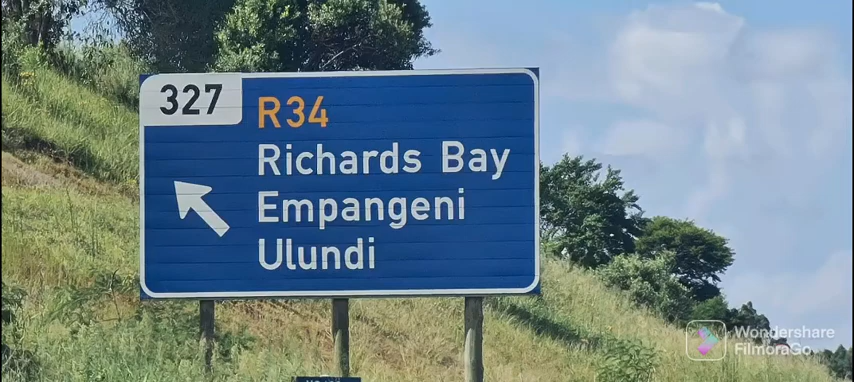 327
R34
Richards Bay
Empangeni
Ulundi
Wondershare
FilmoraGo